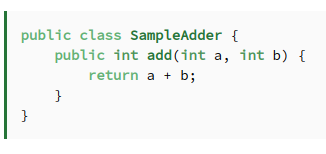 public class SampleAdder {
    public int add(int a, int b) {
        return a + b;
    }
}